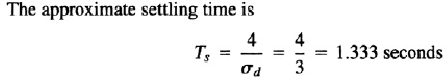 The approximate settling time is
T_s = 4/σ_d = 4/3 = 1.333 seconds